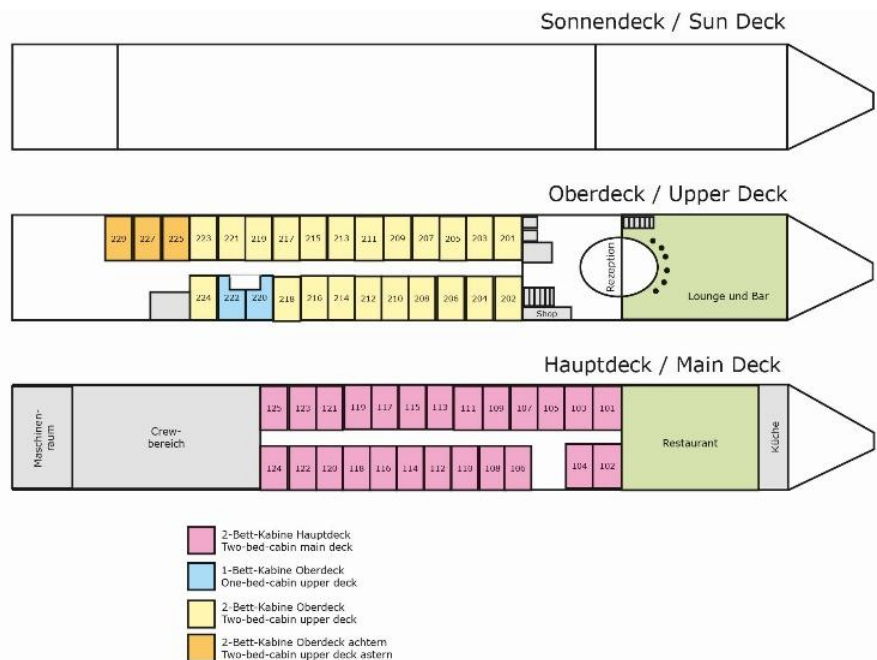 Sonnendeck / Sun Deck
Oberdeck / Upper Deck
229 227 225 223 221 219 217 215 213 211 209 207 205 203 201
Rezeption
Lounge und Bar
224 222 220 218 216 214 212 210 208 206 204 202
Shop
Hauptdeck / Main Deck
Maschinen-
raum
Crew-
bereich
125 123 121 119 117 115 113 111 109 107 105 103 101
124 122 120 118 116 114 112 110 108 106 104 102
Restaurant
Küche
2-Bett-Kabine Hauptdeck
Two-bed-cabin main deck
1-Bett-Kabine Oberdeck
One-bed-cabin upper deck
2-Bett-Kabine Oberdeck
Two-bed-cabin upper deck
2-Bett-Kabine Oberdeck achtern
Two-bed-cabin upper deck astern